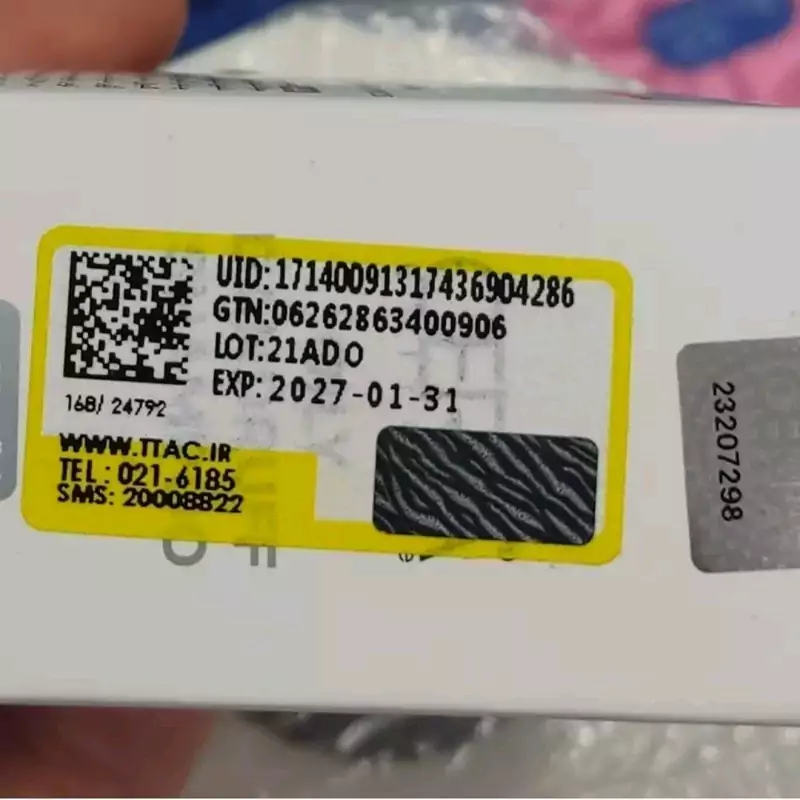 UID:17140091317436904286
GTN:06262863400906
LOT:21ADO
EXP:2027-01-31
168/ 24792
WWW.TTAC.IR
TEL: 021-6185
SMS: 20008822
23207298